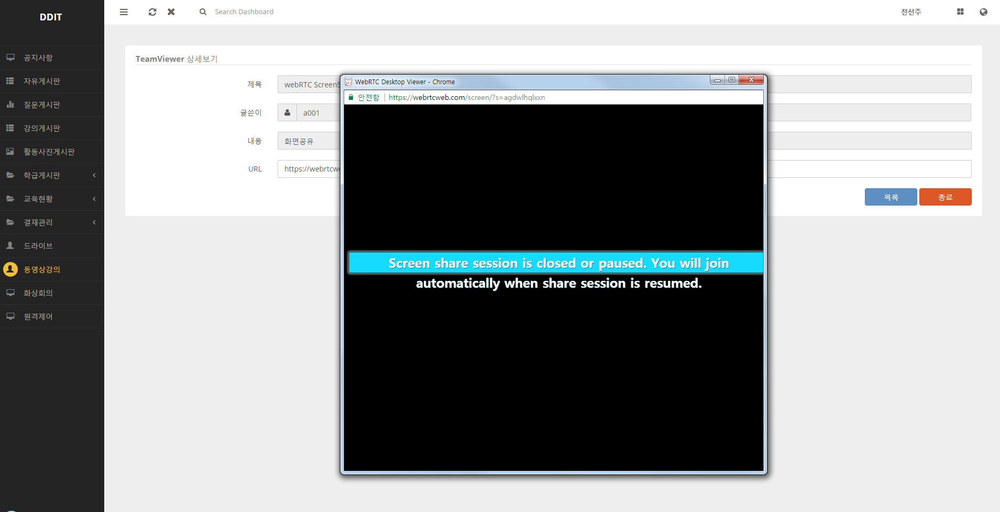 DDIT
Search Dashboard
천선주
공지사항
자유게시판
질문게시판
강의게시판
활동사진게시판
학급게시판
교육현황
결재관리
드라이브
동영상강의
화상회의
원격제어
TeamViewer 상세보기
제목
webRTC ScreenS
글쓴이
a001
내용
화면공유
URL
https://webrtcwe
목록
종료
WebRTC Desktop Viewer - Chrome
안전함
https://webrtcweb.com/screen/?s=agdwlhqlxxn
Screen share session is closed or paused. You will join
automatically when share session is resumed.